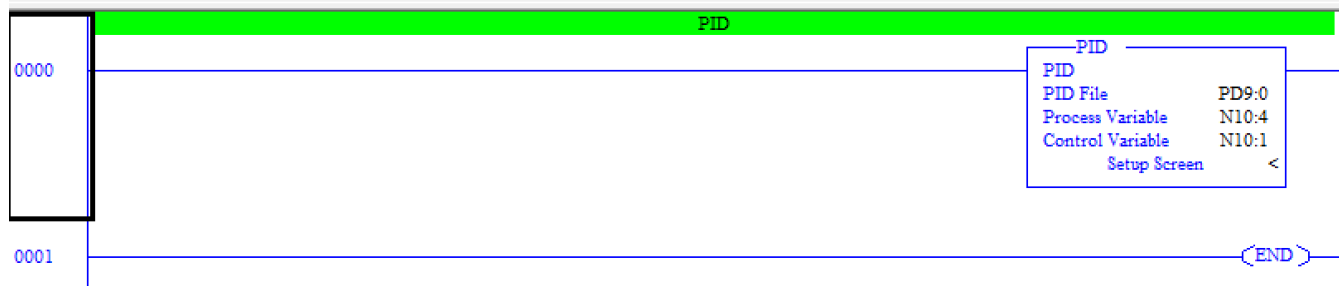 PID
PID
0000
PID
PID File PD9:0
Process Variable N10:4
Control Variable N10:1
Setup Screen <
0001
END